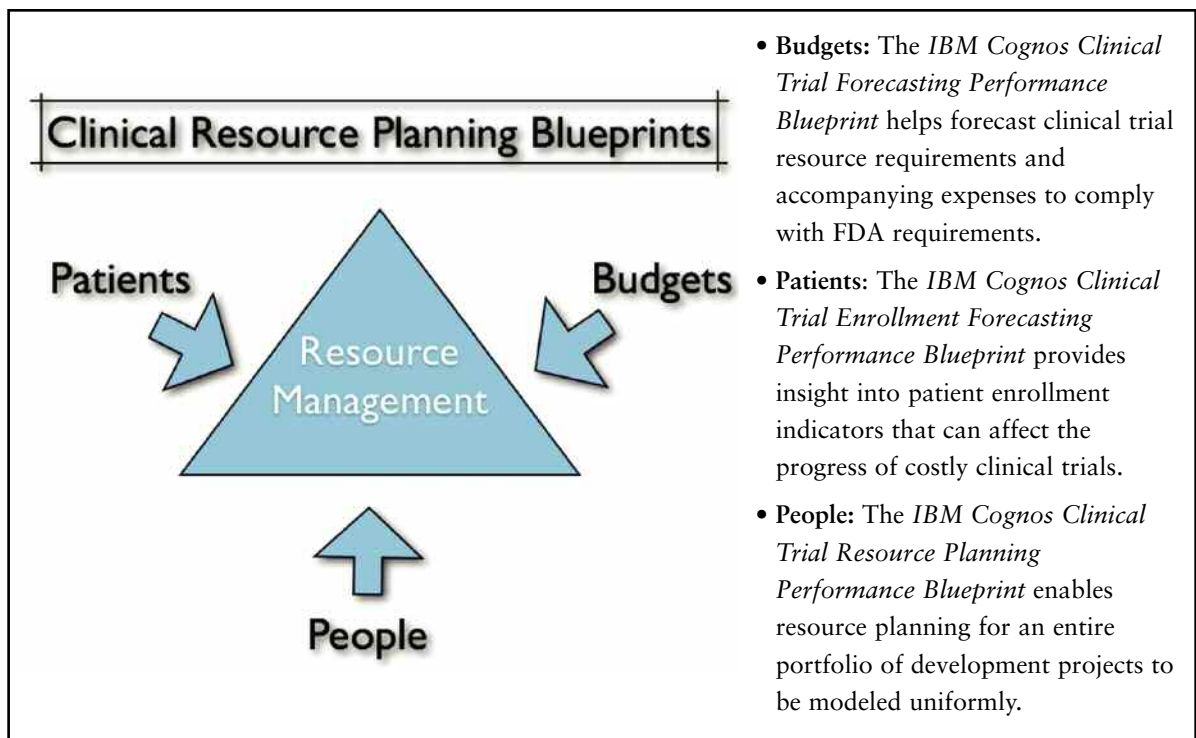 Clinical Resource Planning Blueprints
Patients
Budgets
Resource
Management
People
• Budgets: The IBM Cognos Clinical
Trial Forecasting Performance
Blueprint helps forecast clinical trial
resource requirements and
accompanying expenses to comply
with FDA requirements.
• Patients: The IBM Cognos Clinical
Trial Enrollment Forecasting
Performance Blueprint provides
insight into patient enrollment
indicators that can affect the
progress of costly clinical trials.
• People: The IBM Cognos Clinical
Trial Resource Planning
Performance Blueprint enables
resource planning for an entire
portfolio of development projects to
be modeled uniformly.